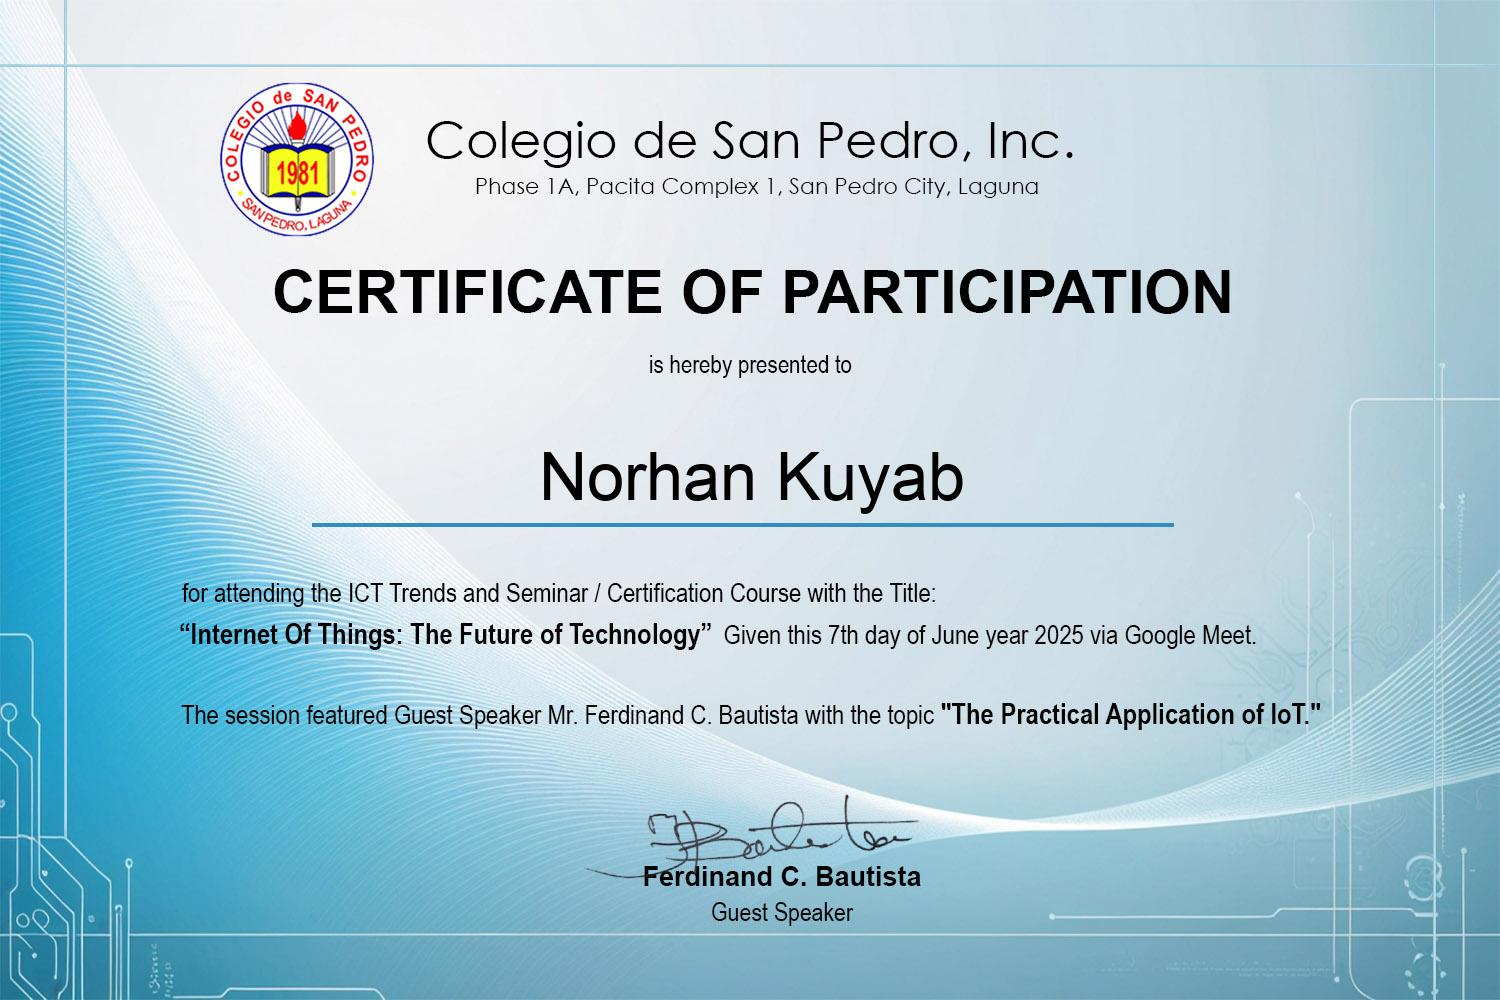 COLEGIO de SAN PEDRO
1981
SAN PEDRO, LAGUNA
Colegio de San Pedro, Inc.
Phase 1A, Pacita Complex 1, San Pedro City, Laguna
CERTIFICATE OF PARTICIPATION
is hereby presented to
Norhan Kuyab
for attending the ICT Trends and Seminar / Certification Course with the Title:
“Internet Of Things: The Future of Technology” Given this 7th day of June year 2025 via Google Meet.
The session featured Guest Speaker Mr. Ferdinand C. Bautista with the topic "The Practical Application of IoT."
Ferdinand C. Bautista
Guest Speaker